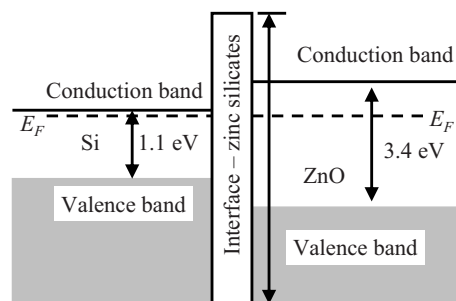 Conduction band
Conduction band
E_F
E_F
Si
1.1 eV
3.4 eV
Interface – zinc silicates
ZnO
Valence band
Valence band